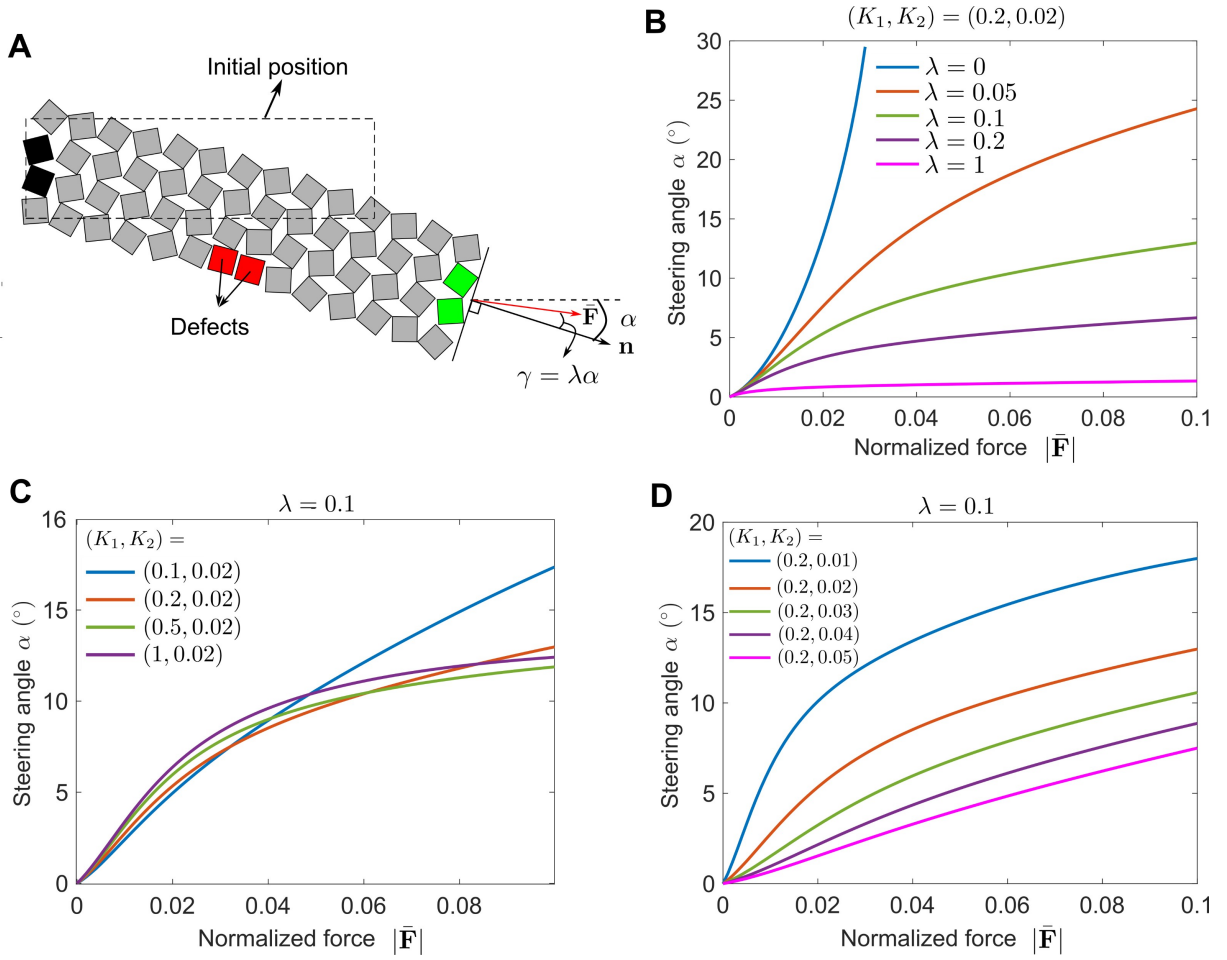 A
Initial position
Defects
F̄
α
n
γ = λα
B
(K₁, K₂) = (0.2, 0.02)
30
25
20
15
10
5
0
Steering angle α (°)
λ = 0
λ = 0.05
λ = 0.1
λ = 0.2
λ = 1
0 0.02 0.04 0.06 0.08 0.1
Normalized force |F̄|
C
λ = 0.1
16
15
10
5
0
Steering angle α (°)
(K₁, K₂) =
(0.1, 0.02)
(0.2, 0.02)
(0.5, 0.02)
(1, 0.02)
0 0.02 0.04 0.06 0.08
Normalized force |F̄|
D
λ = 0.1
20
15
10
5
0
Steering angle α (°)
(K₁, K₂) =
(0.2, 0.01)
(0.2, 0.02)
(0.2, 0.03)
(0.2, 0.04)
(0.2, 0.05)
0 0.02 0.04 0.06 0.08 0.1
Normalized force |F̄|